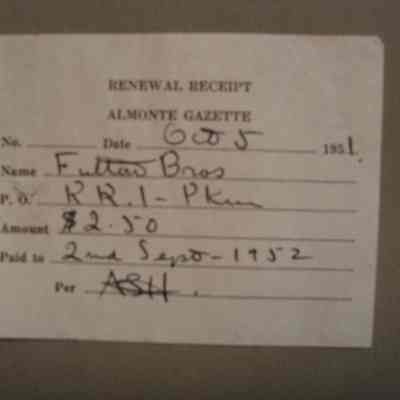 RENEWAL RECEIPT
ALMONTE GAZETTE
No. Date Oct 5 1951.
Name Fulton Bros
P. O. R R. 1 - Pkm
Amount $2.50
Paid to 2nd Sept - 1952
Per ASH.